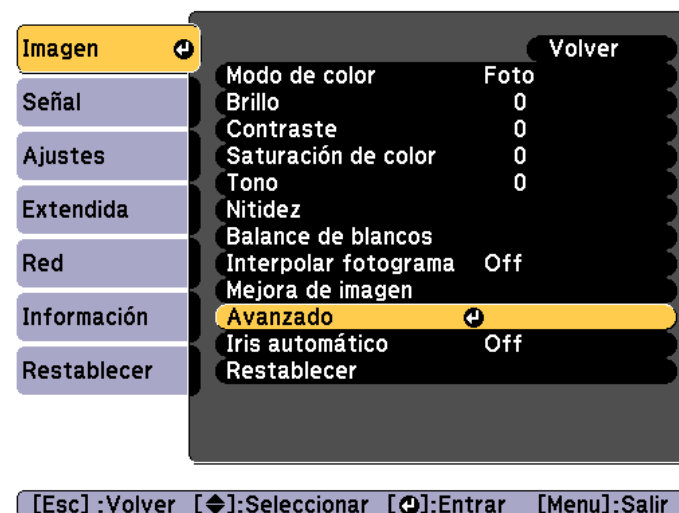 Imagen
Señal
Ajustes
Extendida
Red
Información
Restablecer
Volver
Modo de color Foto
Brillo 0
Contraste 0
Saturación de color 0
Tono 0
Nitidez
Balance de blancos
Interpolar fotograma Off
Mejora de imagen
Avanzado
Iris automático Off
Restablecer
[Esc] :Volver [◆]:Seleccionar [⏎]:Entrar [Menu]:Salir